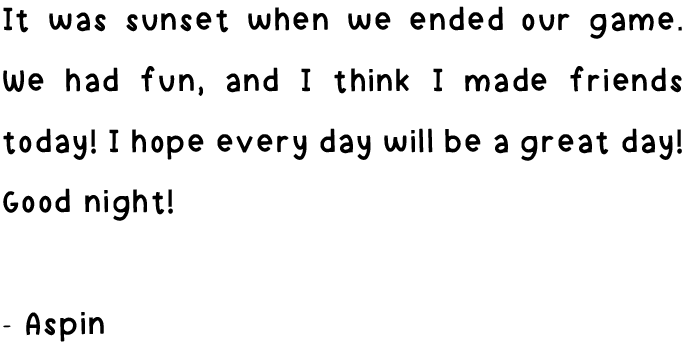 It was sunset when we ended our game.
We had fun, and I think I made friends
today! I hope every day will be a great day!
Good night!
- Aspin